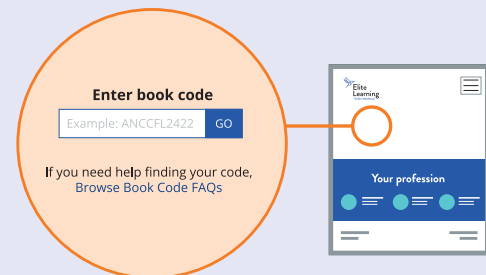 Enter book code
Example: ANCCFL2422 GO
If you need help finding your code,
Browse Book Code FAQs
Elite
Learning
Your profession